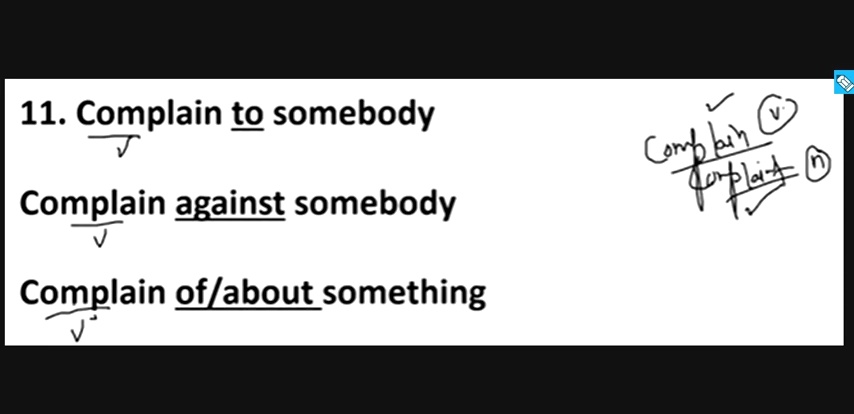 11. Complain to somebody
V
Complain against somebody
V
Complain of/about something
V
Complain V.
Complaint n